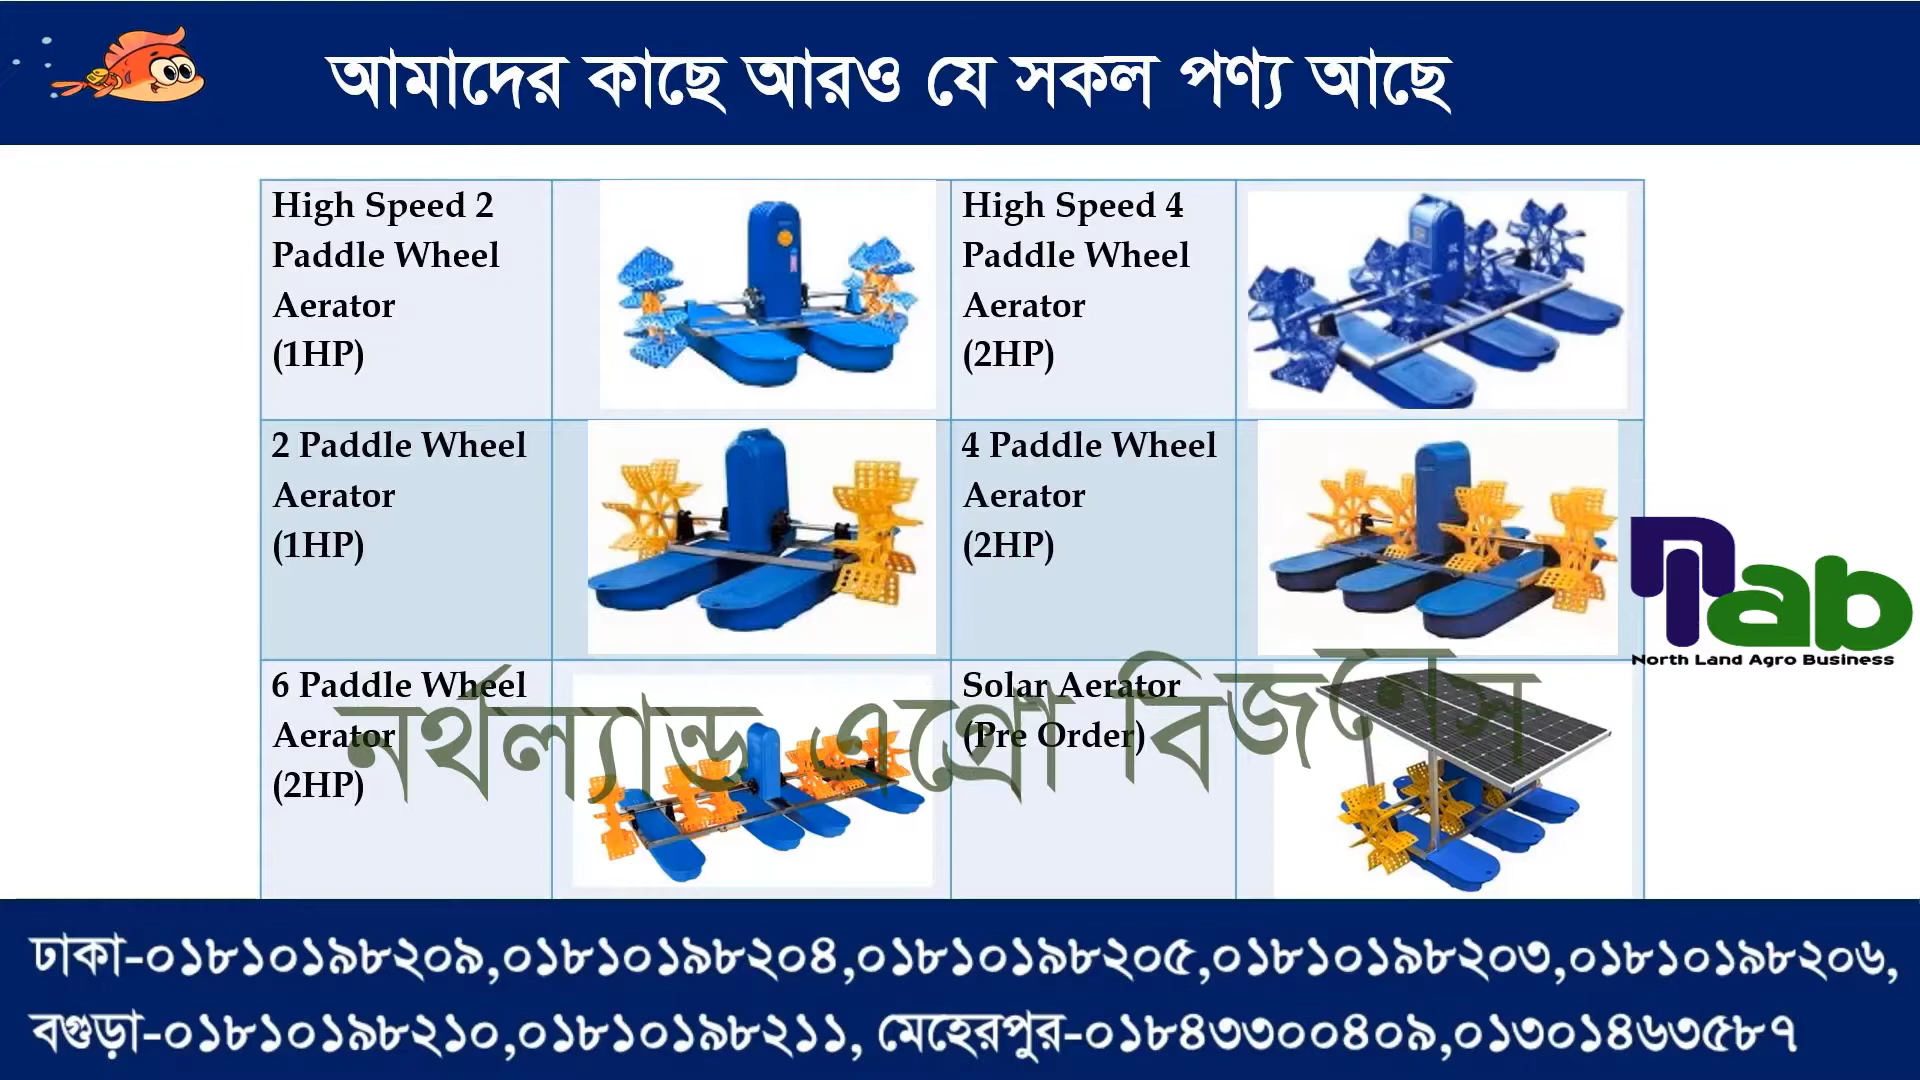 আমাদের কাছে আরও যে সকল পণ্য আছে
High Speed 2
Paddle Wheel
Aerator
(1HP)
High Speed 4
Paddle Wheel
Aerator
(2HP)
2 Paddle Wheel
Aerator
(1HP)
4 Paddle Wheel
Aerator
(2HP)
nab
North Land Agro Business
6 Paddle Wheel
Aerator
(2HP)
Solar Aerator
(Pre Order)
নর্থল্যান্ড এগ্রো বিজনেস
ঢাকা-০১৮১০১৯৮২০৯,০১৮১০১৯৮২০৪,০১৮১০১৯৮২০৫,০১৮১০১৯৮২০৩,০১৮১০১৯৮২০৬,
বগুড়া-০১৮১০১৯৮২১০,০১৮১০১৯৮২১১, মেহেরপুর-০১৮৪৩৩০০৪০৯,০১৩০১৪৬৩৫৮৭